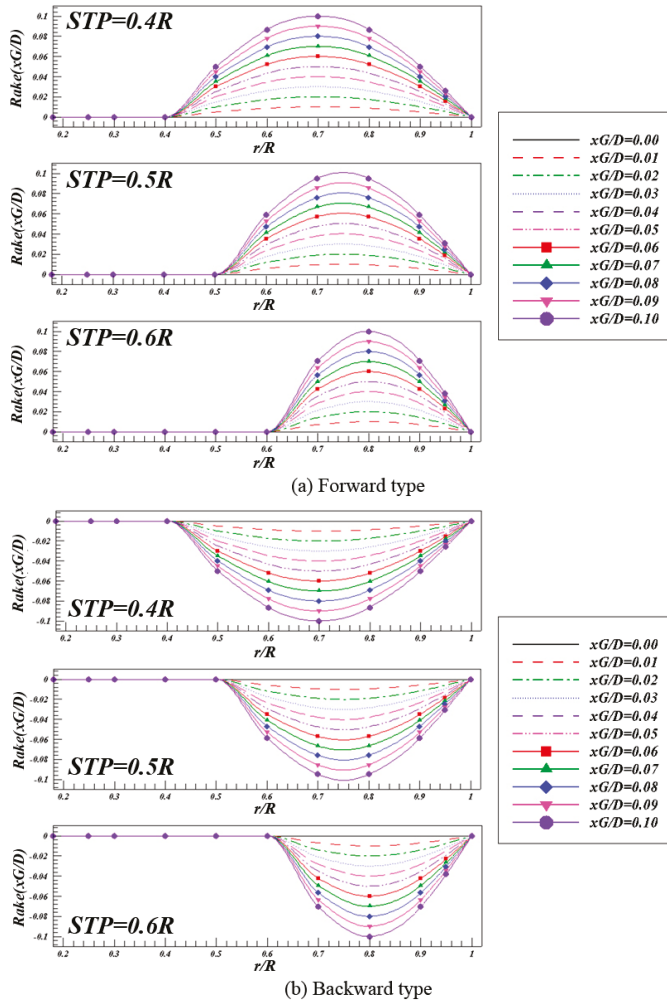 STP=0.4R
Rake(xG/D)
0.1
0.08
0.06
0.04
0.02
0
0.2 0.3 0.4 0.5 0.6 0.7 0.8 0.9 1
r/R
STP=0.5R
Rake(xG/D)
0.1
0.08
0.06
0.04
0.02
0
0.2 0.3 0.4 0.5 0.6 0.7 0.8 0.9 1
r/R
STP=0.6R
Rake(xG/D)
0.1
0.08
0.06
0.04
0.02
0
0.2 0.3 0.4 0.5 0.6 0.7 0.8 0.9 1
r/R
xG/D=0.00
xG/D=0.01
xG/D=0.02
xG/D=0.03
xG/D=0.04
xG/D=0.05
xG/D=0.06
xG/D=0.07
xG/D=0.08
xG/D=0.09
xG/D=0.10
(a) Forward type
STP=0.4R
Rake(xG/D)
0
-0.02
-0.04
-0.06
-0.08
-0.1
0.2 0.3 0.4 0.5 0.6 0.7 0.8 0.9 1
r/R
STP=0.5R
Rake(xG/D)
0
-0.02
-0.04
-0.06
-0.08
-0.1
0.2 0.3 0.4 0.5 0.6 0.7 0.8 0.9 1
r/R
STP=0.6R
Rake(xG/D)
0
-0.02
-0.04
-0.06
-0.08
-0.1
0.2 0.3 0.4 0.5 0.6 0.7 0.8 0.9 1
r/R
xG/D=0.00
xG/D=0.01
xG/D=0.02
xG/D=0.03
xG/D=0.04
xG/D=0.05
xG/D=0.06
xG/D=0.07
xG/D=0.08
xG/D=0.09
xG/D=0.10
(b) Backward type